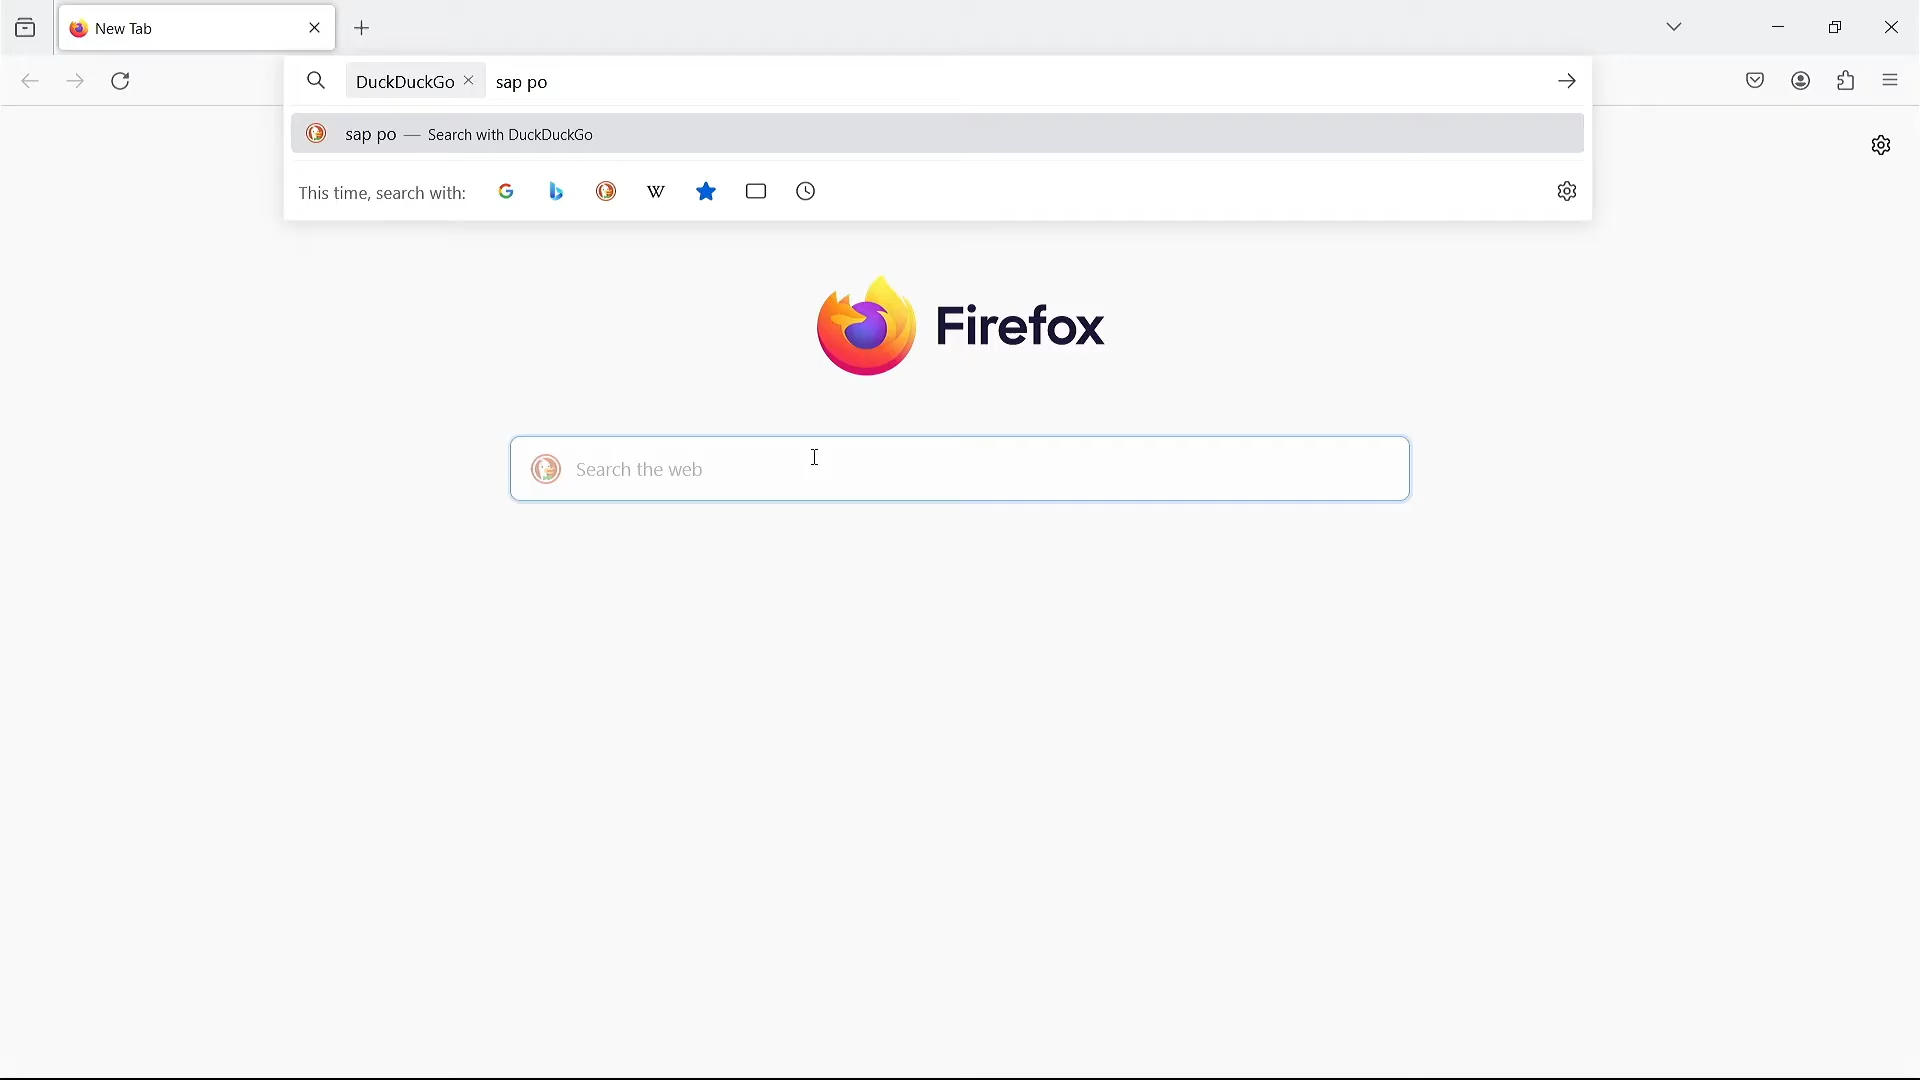 New Tab
DuckDuckGo sap po
sap po — Search with DuckDuckGo
This time, search with:
Firefox
Search the web